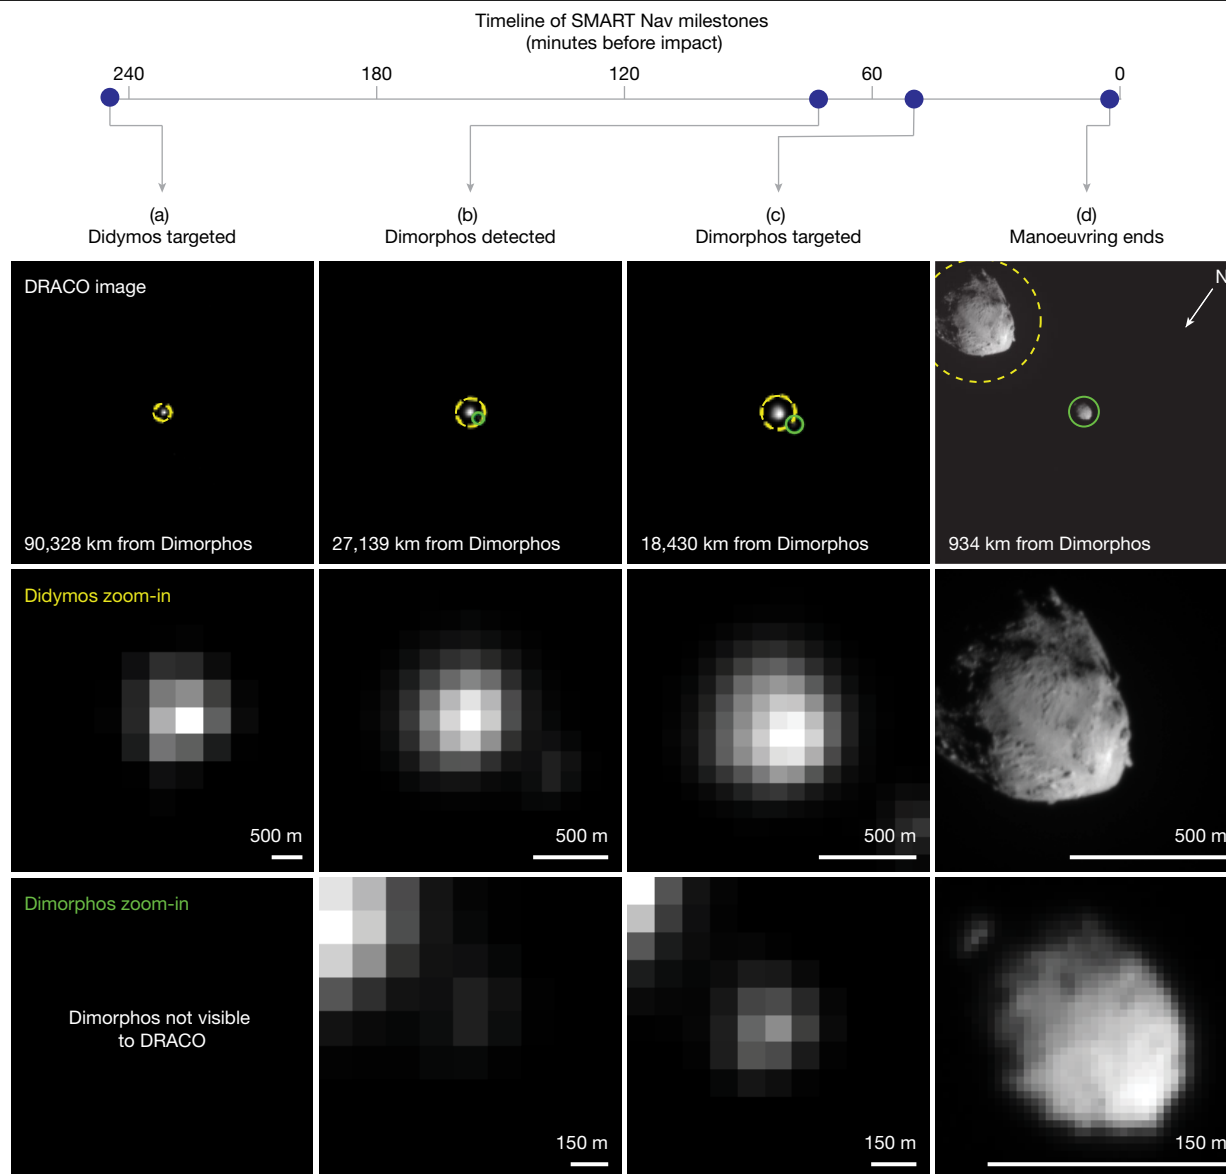 Timeline of SMART Nav milestones
(minutes before impact)
240 180 120 60 0
(a) (b) (c) (d)
Didymos targeted Dimorphos detected Dimorphos targeted Manoeuvring ends
DRACO image N
90,328 km from Dimorphos 27,139 km from Dimorphos 18,430 km from Dimorphos 934 km from Dimorphos
Didymos zoom-in
500 m 500 m 500 m 500 m
Dimorphos zoom-in
Dimorphos not visible
to DRACO
150 m 150 m 150 m